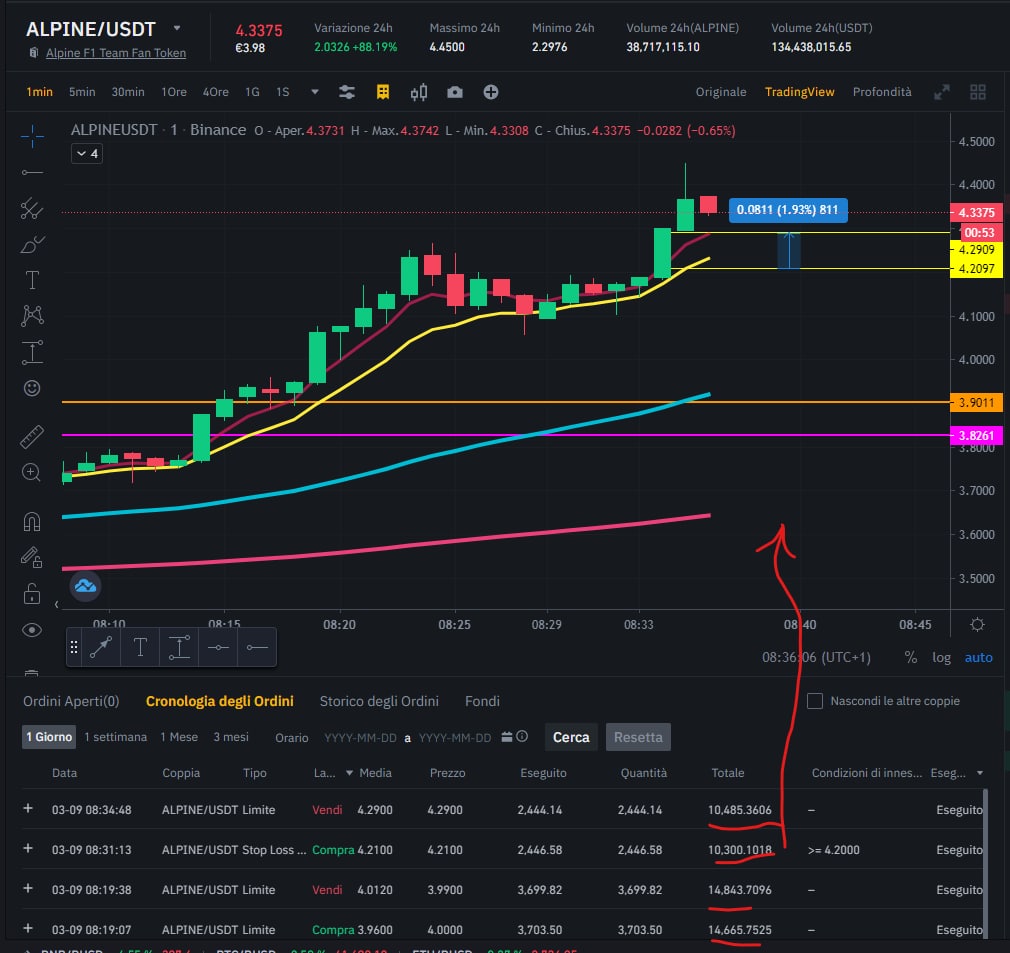 ALPINE/USDT 4.3375 Variazione 24h Massimo 24h Minimo 24h Volume 24h(ALPINE) Volume 24h(USDT)
Alpine F1 Team Fan Token €3.98 2.0326 +88.19% 4.4500 2.2976 38,717,115.10 134,438,015.65
1min 5min 30min 1Ore 4Ore 1G 1S Originale TradingView Profondità
ALPINEUSDT · 1 · Binance O - Aper. 4.3731 H - Max. 4.3742 L - Min. 4.3308 C - Chius. 4.3375 −0.0282 (−0.65%)
4
4.5000
4.4000
0.0811 (1.93%) 811
4.3375
00:53
4.2909
4.2097
4.1000
4.0000
3.9011
3.8261
3.8000
3.7000
3.6000
3.5000
08:10 08:15 08:20 08:25 08:29 08:33 08:40 08:45
08:36:06 (UTC+1) % log auto
Ordini Aperti(0) Cronologia degli Ordini Storico degli Ordini Fondi Nascondi le altre coppie
1 Giorno 1 settimana 1 Mese 3 mesi Orario YYYY-MM-DD a YYYY-MM-DD Cerca Resetta
Data Coppia Tipo La... Media Prezzo Eseguito Quantità Totale Condizioni di innes... Eseg...
03-09 08:34:48 ALPINE/USDT Limite Vendi 4.2900 4.2900 2,444.14 2,444.14 10,485.3606 – Eseguito
03-09 08:31:13 ALPINE/USDT Stop Loss ... Compra 4.2100 4.2100 2,446.58 2,446.58 10,300.1018 >= 4.2000 Eseguito
03-09 08:19:38 ALPINE/USDT Limite Vendi 4.0120 3.9900 3,699.82 3,699.82 14,843.7096 – Eseguito
03-09 08:19:07 ALPINE/USDT Limite Compra 3.9600 4.0000 3,703.50 3,703.50 14,665.7525 – Eseguito